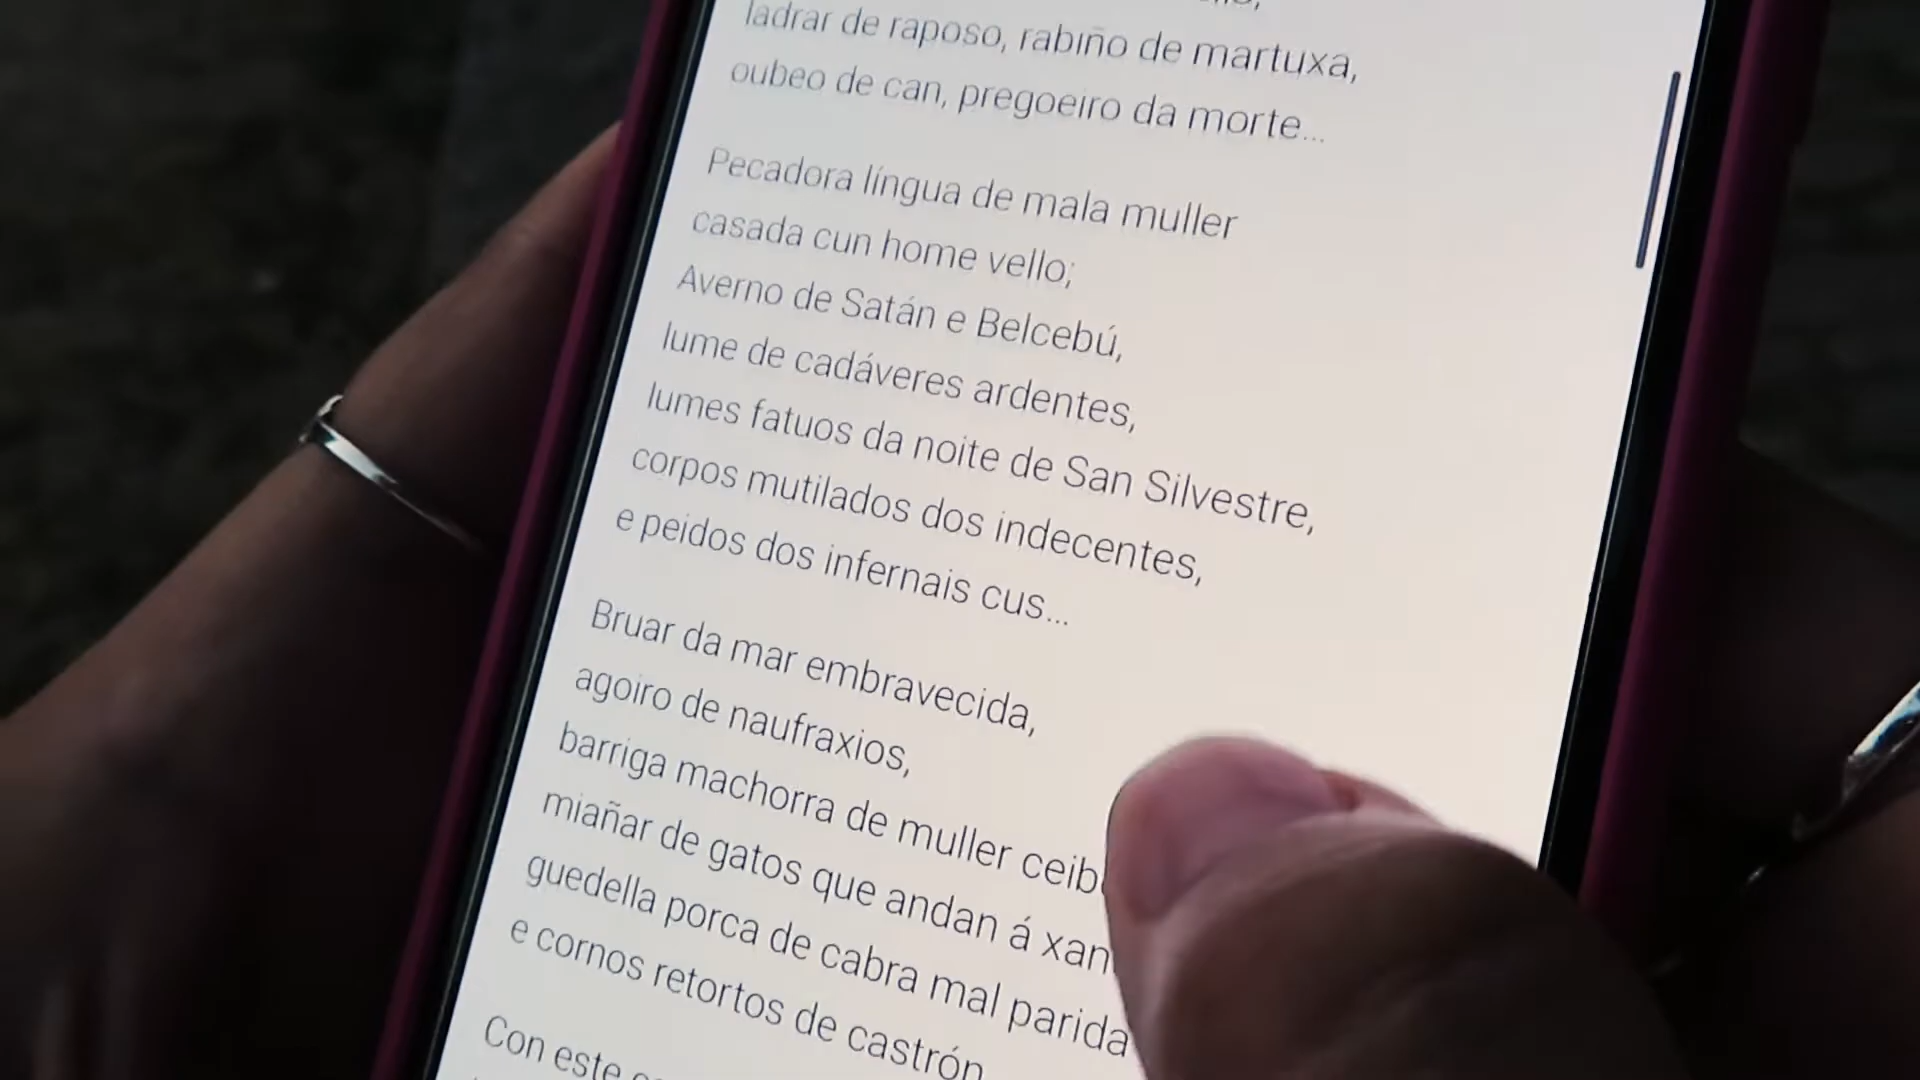 ladrar de raposo, rabiño de martuxa,
oubeo de can, pregoeiro da morte...
Pecadora língua de mala muller
casada cun home vello;
Averno de Satán e Belcebú,
lume de cadáveres ardentes,
lumes fatuos da noite de San Silvestre,
corpos mutilados dos indecentes,
e peidos dos infernais cus...
Bruar da mar embravecida,
agoiro de naufraxios,
barriga machorra de muller
miañar de gatos que andan á
guedella porca de cabra mal parida
e cornos retortos de castrón
Con este